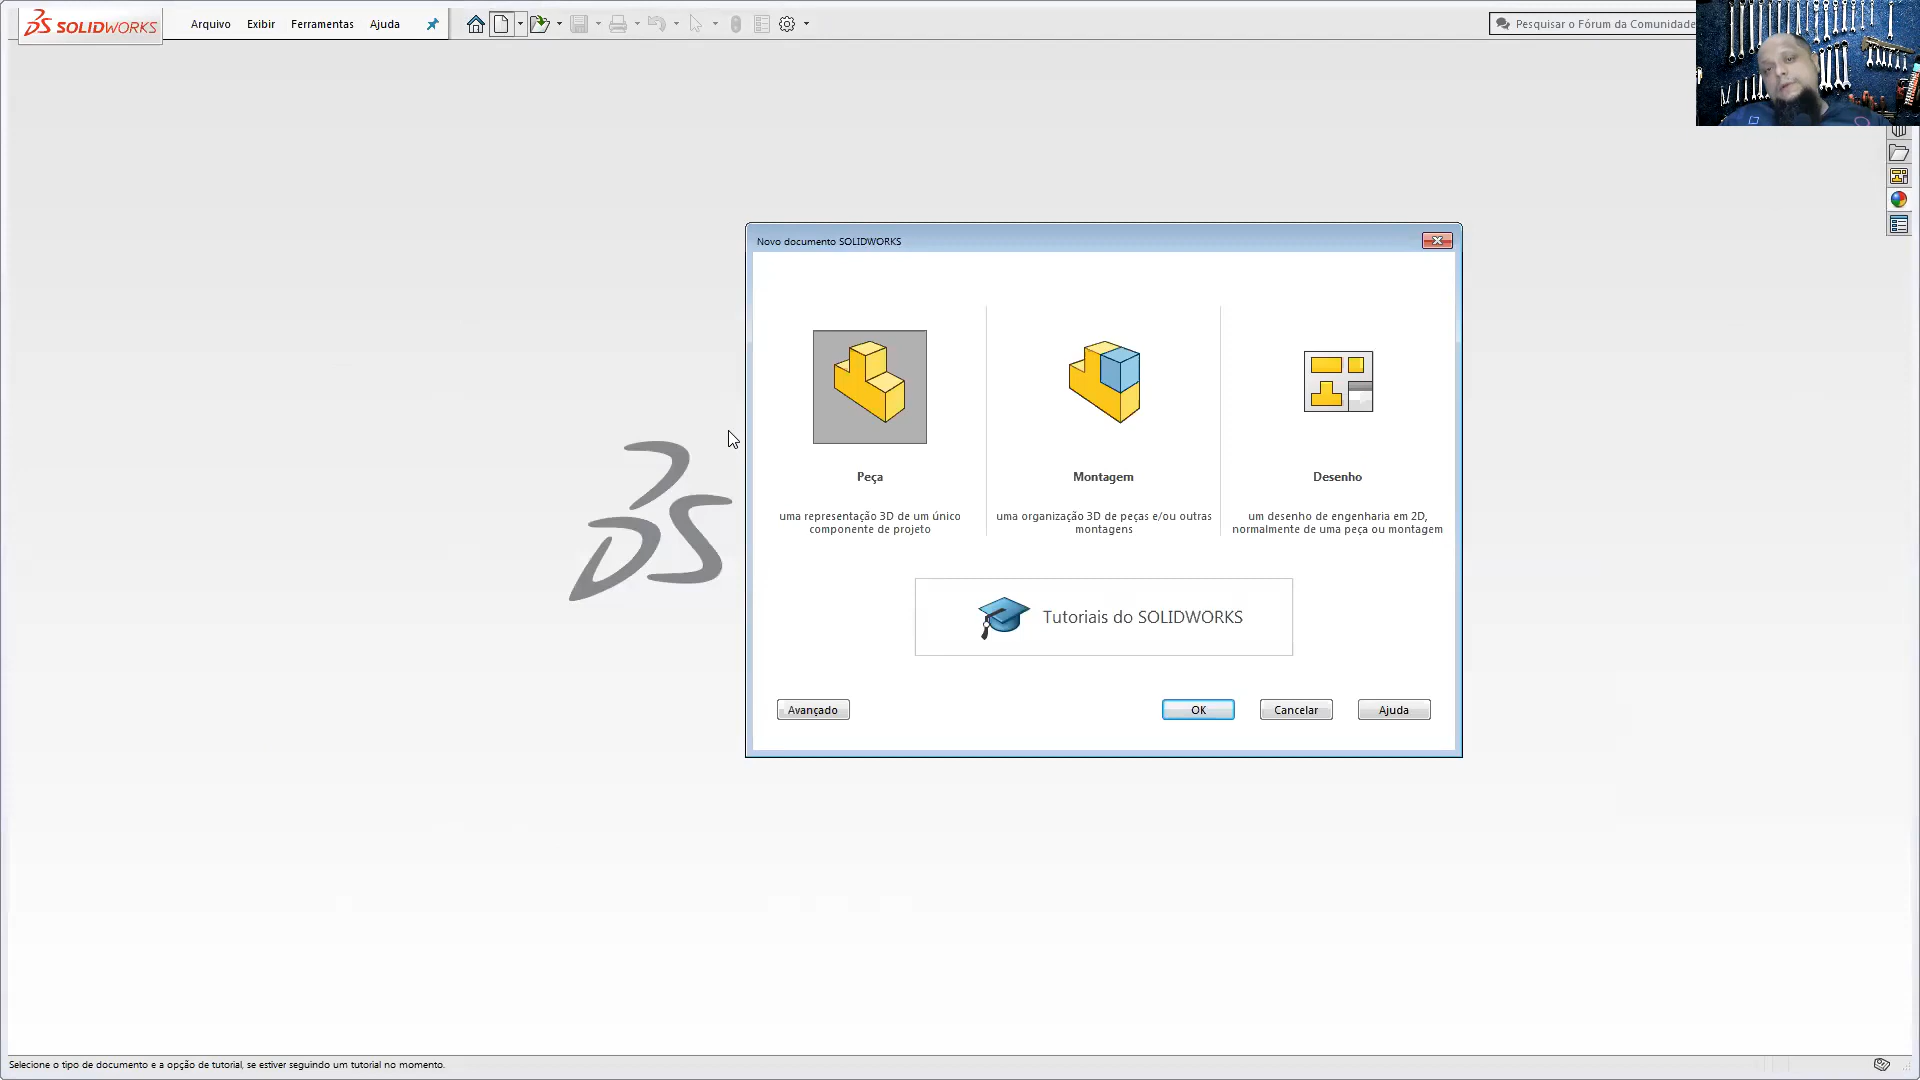 SOLIDWORKS
Arquivo
Exibir
Ferramentas
Ajuda
Pesquisar o Fórum da Comunidade
Novo documento SOLIDWORKS
Peça
Montagem
Desenho
uma representação 3D de um único
componente de projeto
uma organização 3D de peças e/ou outras
montagens
um desenho de engenharia em 2D,
normalmente de uma peça ou montagem
Tutoriais do SOLIDWORKS
Avançado
OK
Cancelar
Ajuda
Selecione o tipo de documento e a opção de tutorial, se estiver seguindo um tutorial no momento.